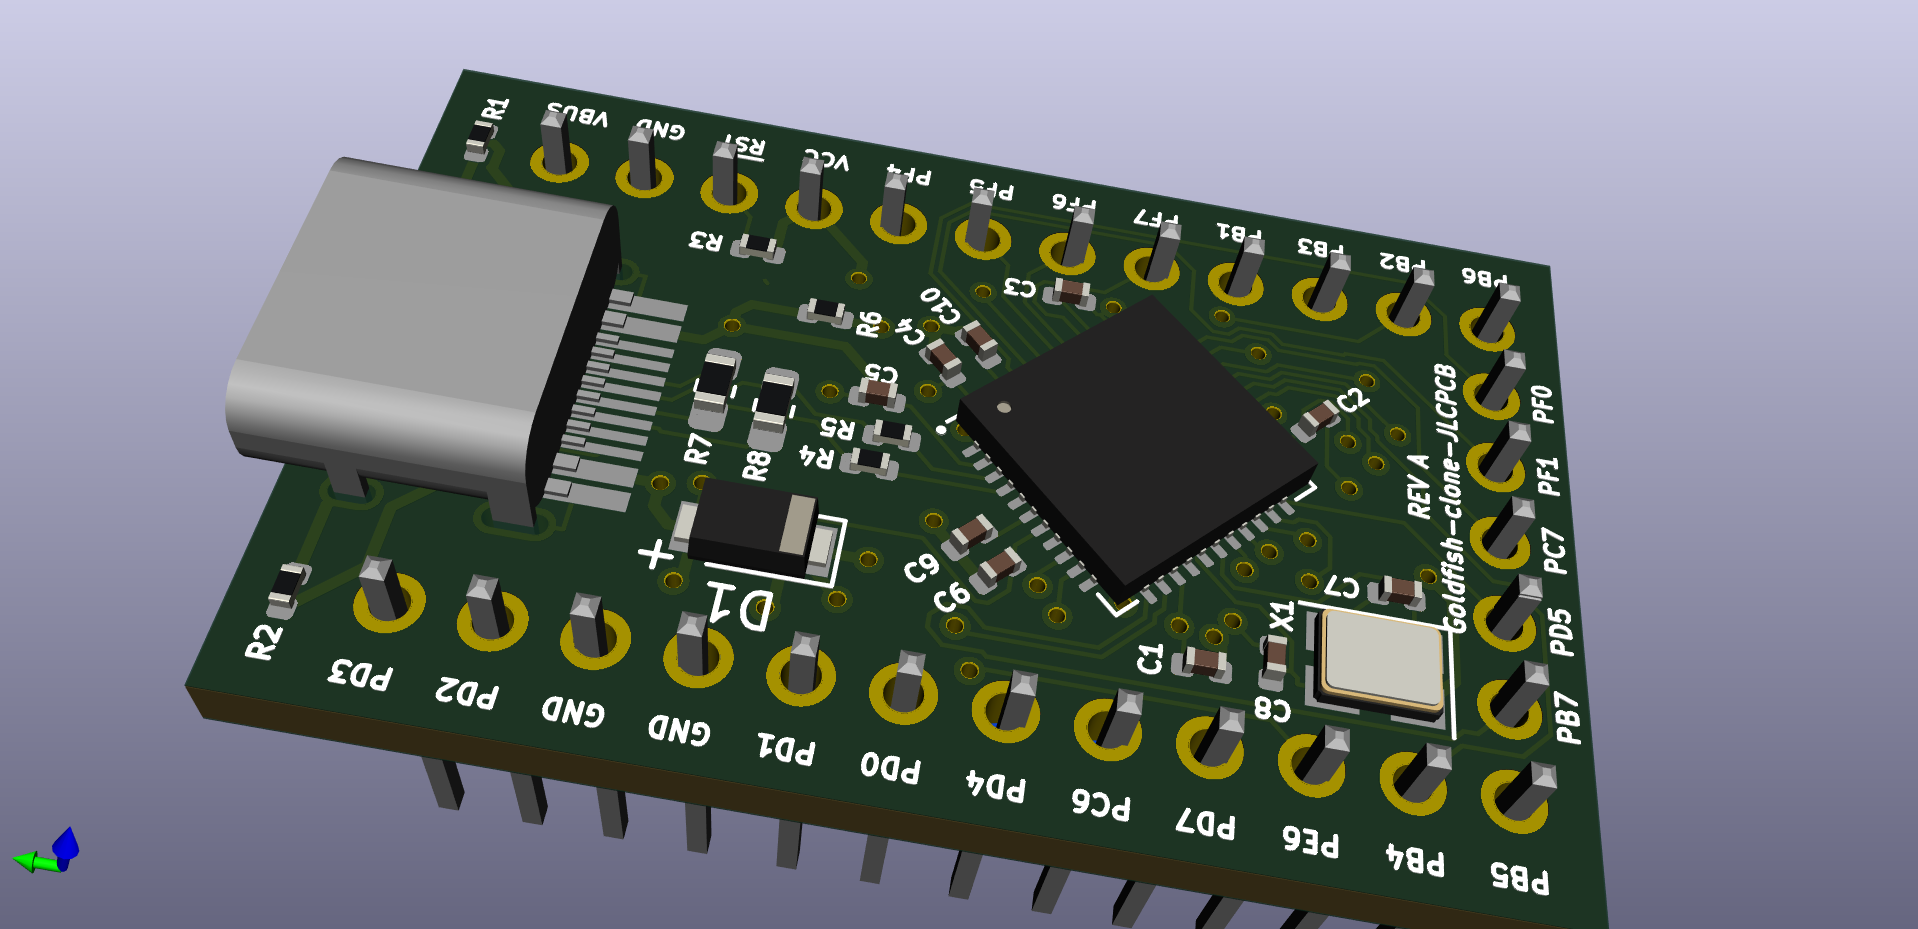 R1
VBUS
GND
RST
VCC
PF4
PF5
PF6
PF7
PB1
PB3
PB2
PB6
R3
C3
C10
C4
R6
C5
R5
R4
R7
R8
C2
PF0
PF1
PC7
PD5
PB7
REV A
Goldfish-clone-JLCPCB
+
D1
C9
C6
C7
X1
C1
C8
R2
PD3
PD2
GND
GND
PD1
PD0
PD4
PC6
PD7
PE6
PB4
PB5